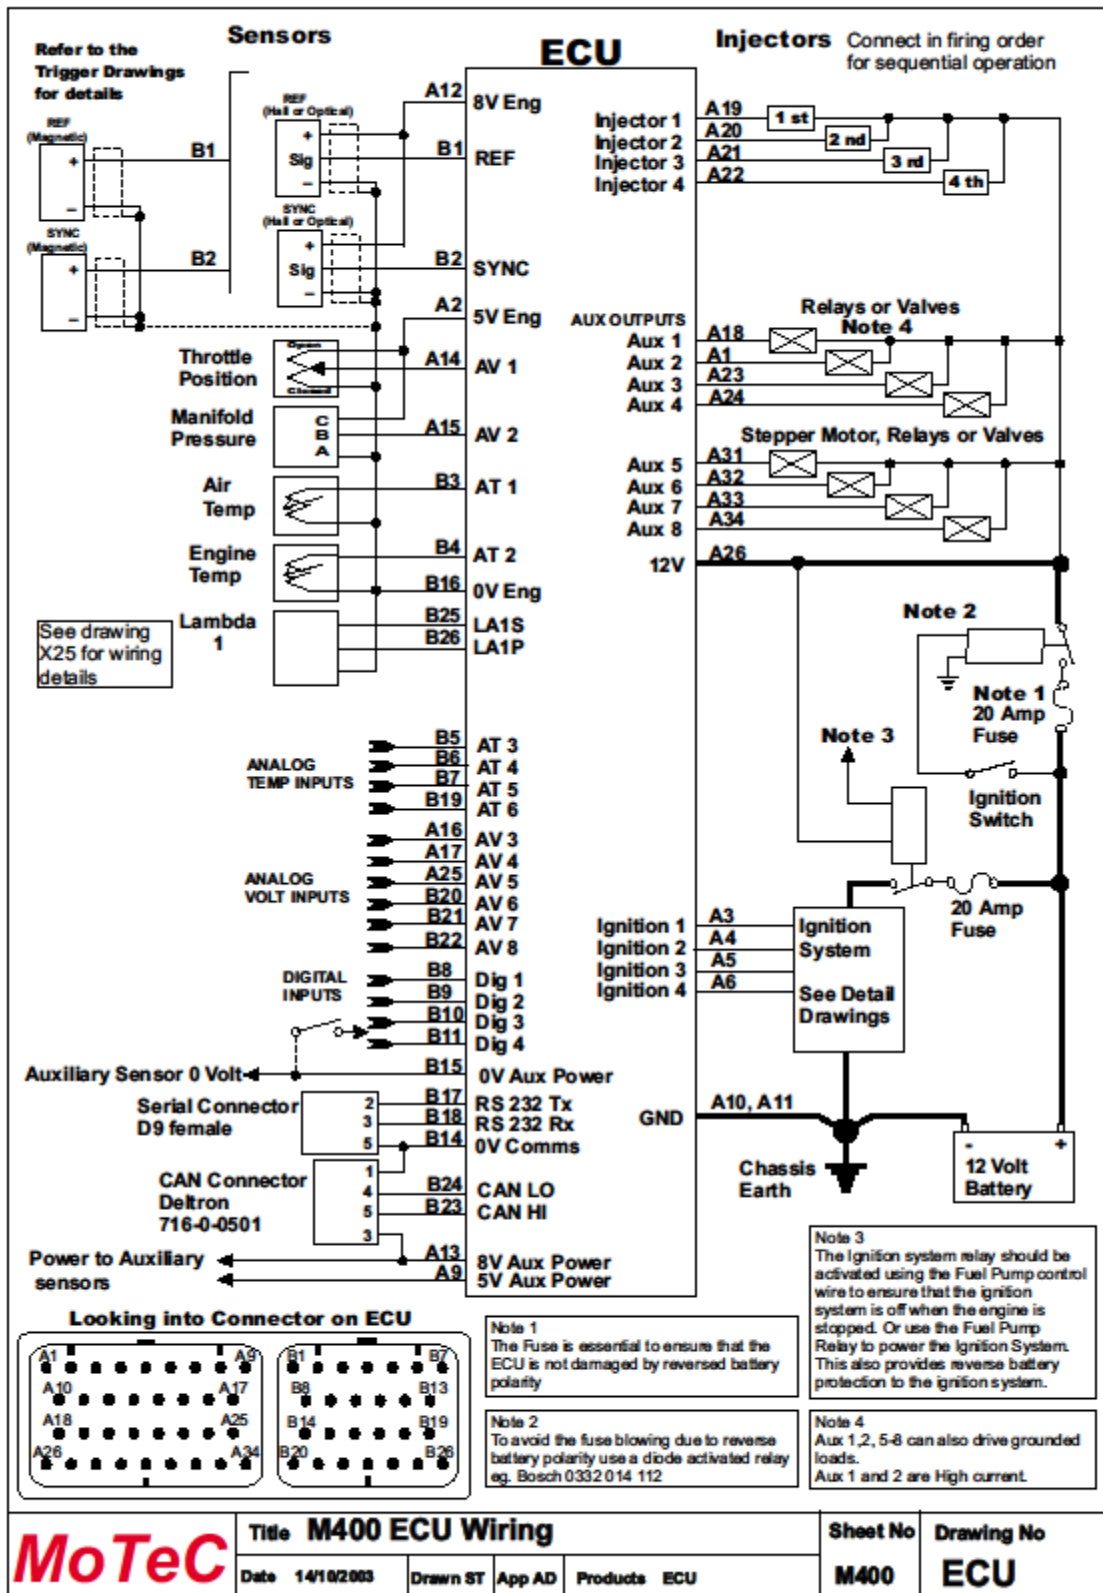 Sensors
ECU
Injectors Connect in firing order
for sequential operation
Refer to the
Trigger Drawings
for details
REF
(Magnetic)
+
–
B1
SYNC
(Magnetic)
+
–
B2
REF
(Hall or Optical)
+
Sig
–
SYNC
(Hall or Optical)
+
Sig
–
A12 8V Eng
B1 REF
B2 SYNC
A2 5V Eng
Throttle
Position
Open
Closed
A14 AV 1
Manifold
Pressure
C
B
A
A15 AV 2
Air
Temp
B3 AT 1
Engine
Temp
B4 AT 2
B16 0V Eng
Lambda
1
B25 LA1S
B26 LA1P
See drawing
X25 for wiring
details
ANALOG
TEMP INPUTS
B5 AT 3
B6 AT 4
B7 AT 5
B19 AT 6
ANALOG
VOLT INPUTS
A16 AV 3
A17 AV 4
A25 AV 5
B20 AV 6
B21 AV 7
B22 AV 8
DIGITAL
INPUTS
B8 Dig 1
B9 Dig 2
B10 Dig 3
B11 Dig 4
Auxiliary Sensor 0 Volt
B15 0V Aux Power
Serial Connector
D9 female
2 B17 RS 232 Tx
3 B18 RS 232 Rx
5 B14 0V Comms
CAN Connector
Deltron
716-0-0501
1
4 B24 CAN LO
5 B23 CAN HI
3
Power to Auxiliary
sensors
A13 8V Aux Power
A9 5V Aux Power
Injector 1 A19 1 st
Injector 2 A20 2 nd
Injector 3 A21 3 rd
Injector 4 A22 4 th
Relays or Valves
Note 4
AUX OUTPUTS
Aux 1 A18
Aux 2 A1
Aux 3 A23
Aux 4 A24
Stepper Motor, Relays or Valves
Aux 5 A31
Aux 6 A32
Aux 7 A33
Aux 8 A34
12V A26
Note 2
Note 1
20 Amp
Fuse
Note 3
Ignition
Switch
20 Amp
Fuse
Ignition 1 A3
Ignition 2 A4
Ignition 3 A5
Ignition 4 A6
Ignition
System
See Detail
Drawings
GND A10, A11
Chassis
Earth
- +
12 Volt
Battery
Looking into Connector on ECU
A1 A9 B1 B7
A10 A17 B8 B13
A18 A25 B14 B19
A26 A34 B20 B26
Note 1
The Fuse is essential to ensure that the
ECU is not damaged by reversed battery
polarity
Note 2
To avoid the fuse blowing due to reverse
battery polarity use a diode activated relay
eg. Bosch 0332 014 112
Note 3
The Ignition system relay should be
activated using the Fuel Pump control
wire to ensure that the ignition
system is off when the engine is
stopped. Or use the Fuel Pump
Relay to power the Ignition System.
This also provides reverse battery
protection to the ignition system.
Note 4
Aux 1,2, 5-8 can also drive grounded
loads.
Aux 1 and 2 are High current.
MoTeC
Title M400 ECU Wiring
Date 14/10/2003 Drawn ST App AD Products ECU
Sheet No
M400
Drawing No
ECU